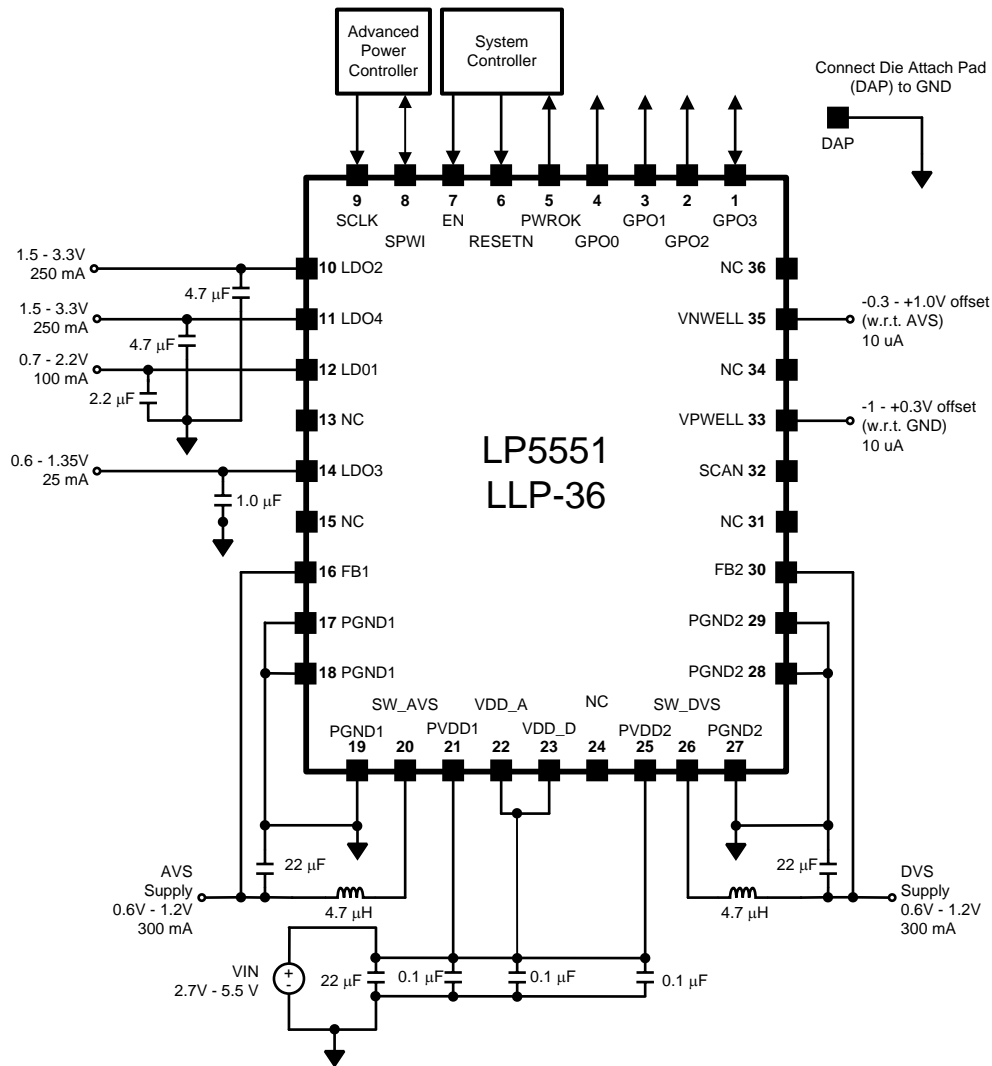 Advanced
Power
Controller
System
Controller
Connect Die Attach Pad
(DAP) to GND
DAP
9
8
7
6
5
4
3
2
1
SCLK
EN
PWROK
GPO1
GPO3
SPWI
RESETN
GPO0
GPO2
1.5 - 3.3V
250 mA
10 LDO2
4.7 µF
1.5 - 3.3V
250 mA
11 LDO4
4.7 µF
0.7 - 2.2V
100 mA
12 LD01
2.2 µF
13 NC
0.6 - 1.35V
25 mA
14 LDO3
1.0 µF
15 NC
16 FB1
17 PGND1
18 PGND1
LP5551
LLP-36
NC 36
VNWELL 35
-0.3 - +1.0V offset
(w.r.t. AVS)
10 uA
NC 34
VPWELL 33
-1 - +0.3V offset
(w.r.t. GND)
10 uA
SCAN 32
NC 31
FB2 30
PGND2 29
PGND2 28
SW_AVS
VDD_A
NC
SW_DVS
PGND1
PVDD1
VDD_D
PVDD2
PGND2
19
20
21
22
23
24
25
26
27
AVS
Supply
0.6V - 1.2V
300 mA
22 µF
4.7 µH
22 µF
4.7 µH
DVS
Supply
0.6V - 1.2V
300 mA
VIN
2.7V - 5.5 V
+
-
22 µF
0.1 µF
0.1 µF
0.1 µF